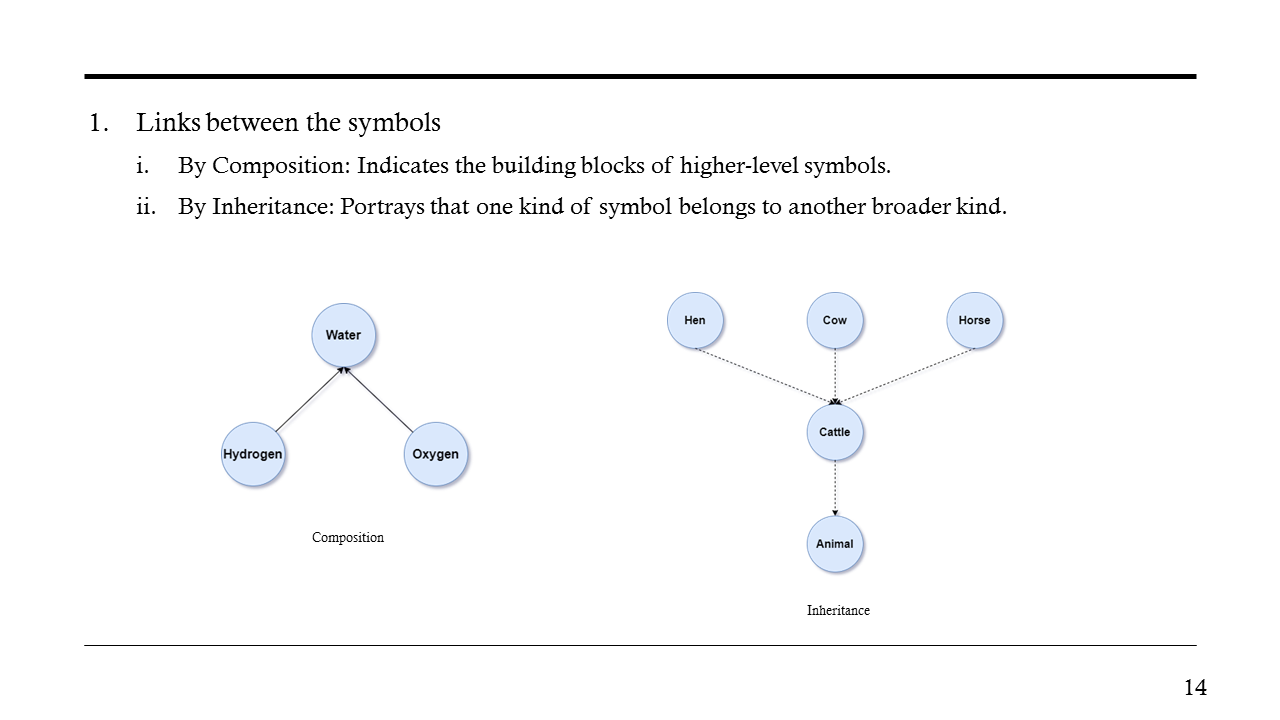 1. Links between the symbols
i. By Composition: Indicates the building blocks of higher-level symbols.
ii. By Inheritance: Portrays that one kind of symbol belongs to another broader kind.
Water
Hydrogen
Oxygen
Composition
Hen
Cow
Horse
Cattle
Animal
Inheritance
14